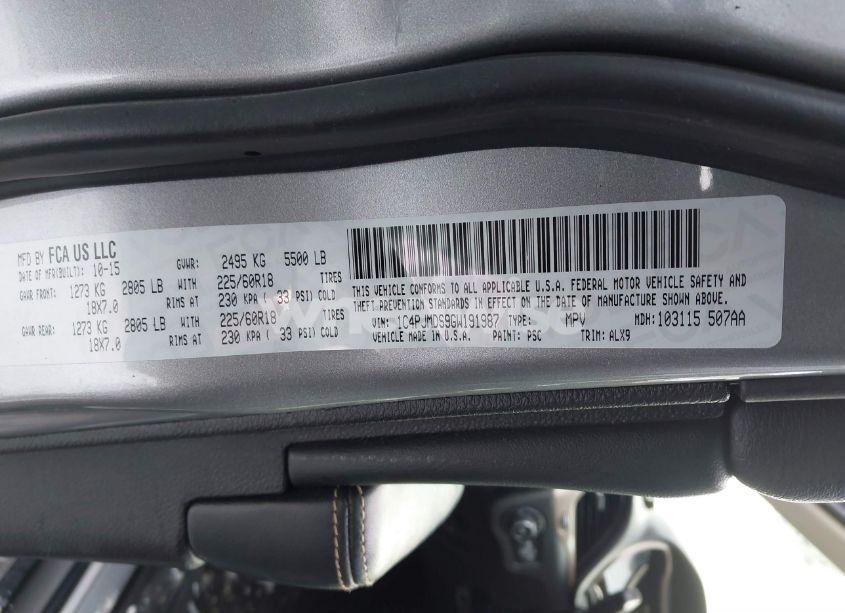 MFD BY FCA US LLC
DATE OF MFR(BUILT): 10-15 GVWR: 2495 KG 5500 LB
GAWR FRONT: 1273 KG 2805 LB WITH 225/60R18 TIRES
18X7.0 RIMS AT 230 KPA ( 33 PSI) COLD
GAWR REAR: 1273 KG 2805 LB WITH 225/60R18 TIRES
18X7.0 RIMS AT 230 KPA ( 33 PSI) COLD
THIS VEHICLE CONFORMS TO ALL APPLICABLE U.S.A. FEDERAL MOTOR VEHICLE SAFETY AND
THEFT PREVENTION STANDARDS IN EFFECT ON THE DATE OF MANUFACTURE SHOWN ABOVE.
VIN: 1C4PJMDS9GW191987 TYPE: MPV MDH: 103115 507AA
VEHICLE MADE IN U.S.A. PAINT: PSC TRIM: ALX9